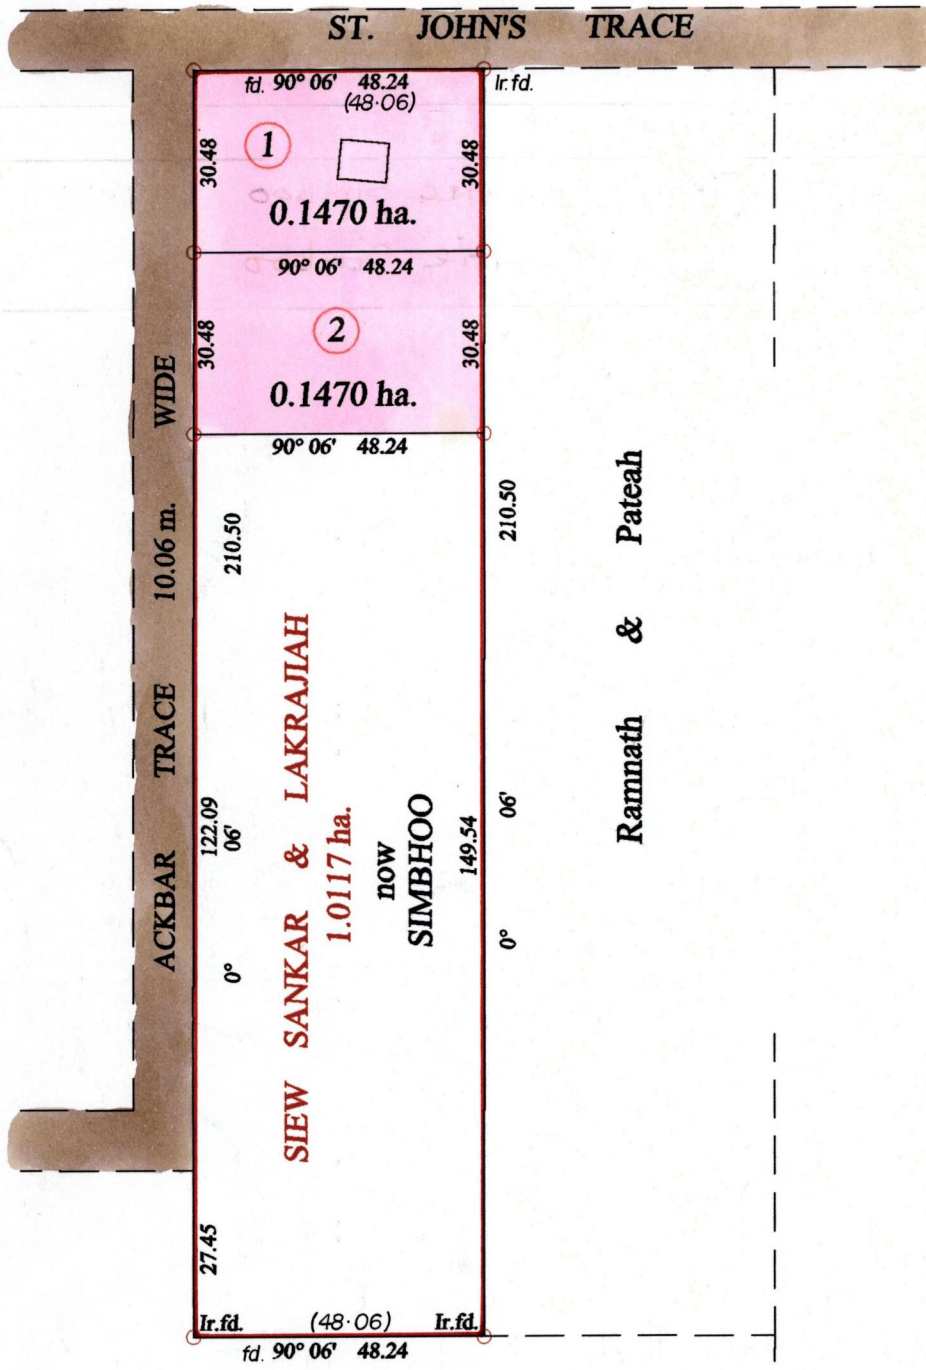 ST. JOHN'S TRACE
fd. 90° 06' 48.24
(48·06)
Ir. fd.
1
30.48
30.48
0.1470 ha.
90° 06' 48.24
2
30.48
30.48
0.1470 ha.
90° 06' 48.24
ACKBAR TRACE 10.06 m. WIDE
122.09
0° 06' 210.50
SIEW SANKAR & LAKRAJIAH
1.0117 ha.
now
SIMBHOO
149.54
0° 06' 210.50
Ramnath & Pateah
27.45
Ir.fd. (48·06) Ir.fd.
fd. 90° 06' 48.24